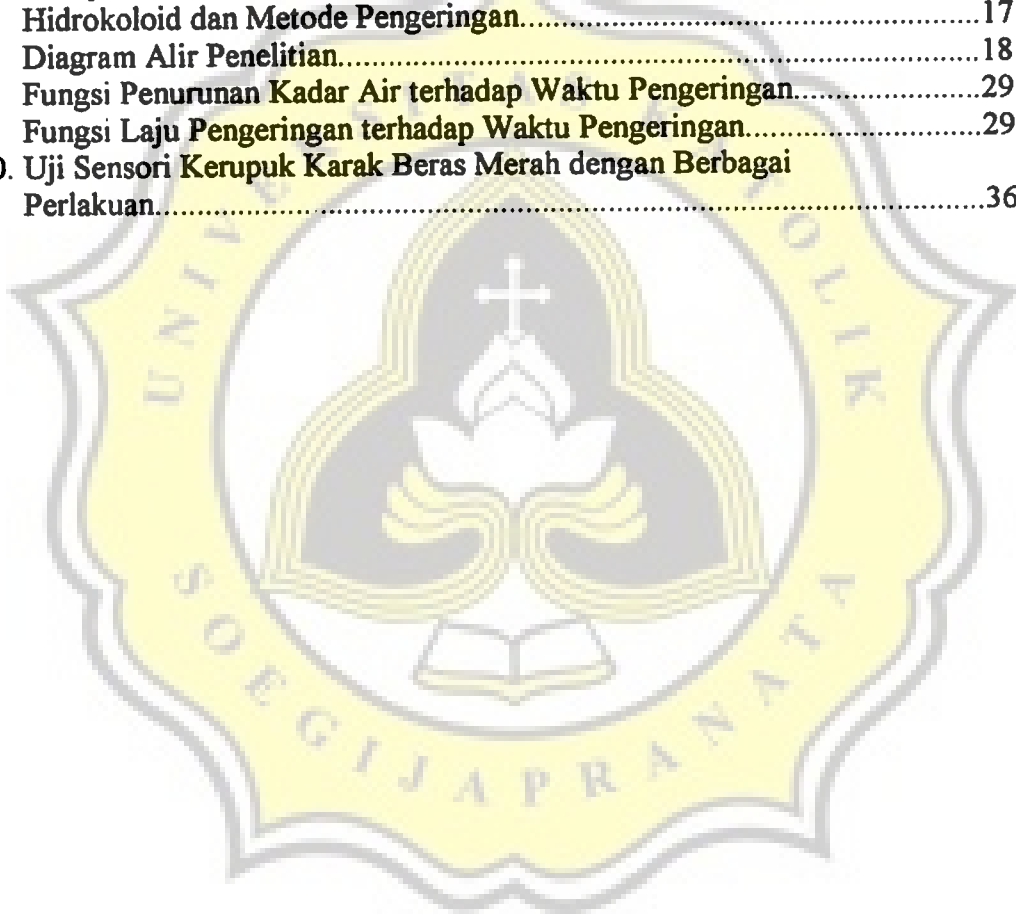 Hidrokoloid dan Metode Pengeringan.......................................................17
Diagram Alir Penelitian..............................................................................18
Fungsi Penurunan Kadar Air terhadap Waktu Pengeringan......................29
Fungsi Laju Pengeringan terhadap Waktu Pengeringan............................29
0. Uji Sensori Kerupuk Karak Beras Merah dengan Berbagai
Perlakuan...................................................................................................36
SOEGIJAPRANATA